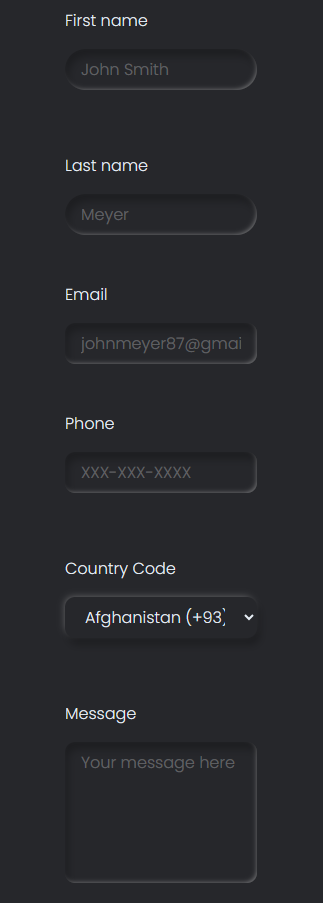 First name
John Smith
Last name
Meyer
Email
johnmeyer87@gmai
Phone
XXX-XXX-XXXX
Country Code
Afghanistan (+93)
Message
Your message here